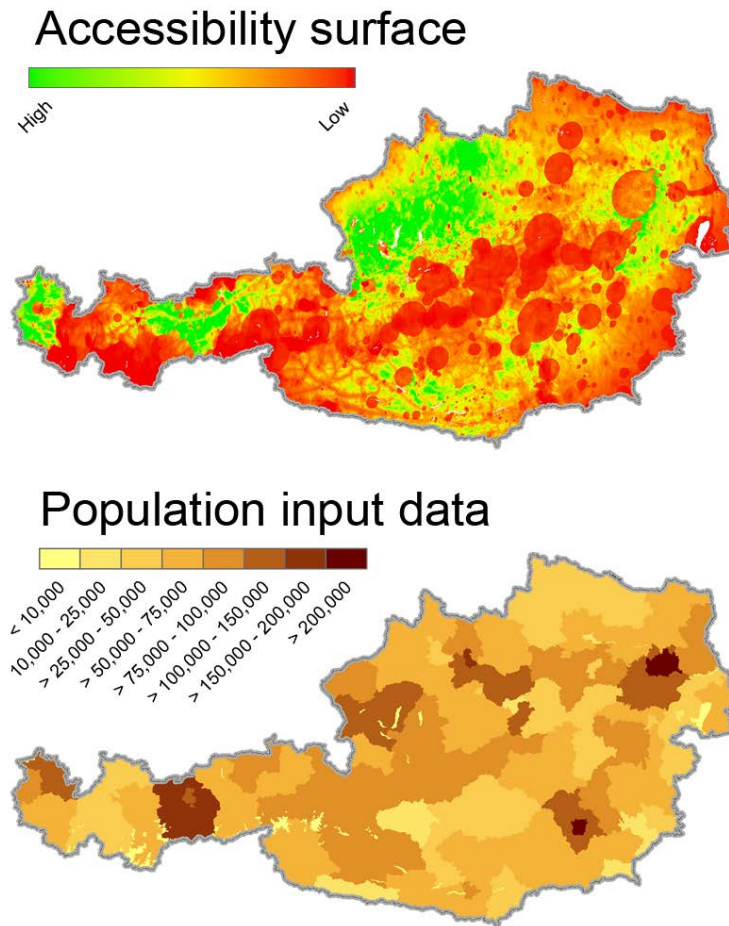 Accessibility surface
High
Low
Population input data
< 10,000
10,000 - 25,000
> 25,000 - 50,000
> 50,000 - 75,000
> 75,000 - 100,000
> 100,000 - 150,000
> 150,000 - 200,000
> 200,000